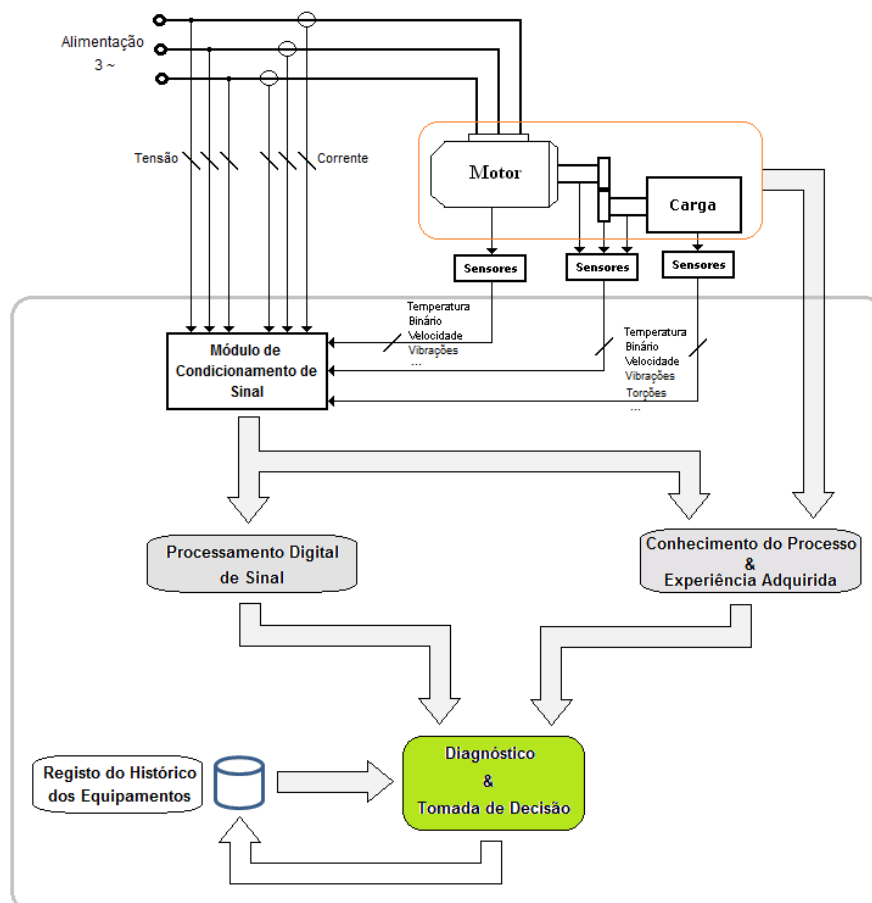 Alimentação
3 ~
Tensão
Corrente
Motor
Carga
Sensores
Sensores
Sensores
Temperatura
Binário
Velocidade
Vibrações
...
Temperatura
Binário
Velocidade
Vibrações
Torções
...
Módulo de
Condicionamento de
Sinal
Processamento Digital
de Sinal
Conhecimento do Processo
&
Experiência Adquirida
Diagnóstico
&
Tomada de Decisão
Registo do Histórico
dos Equipamentos